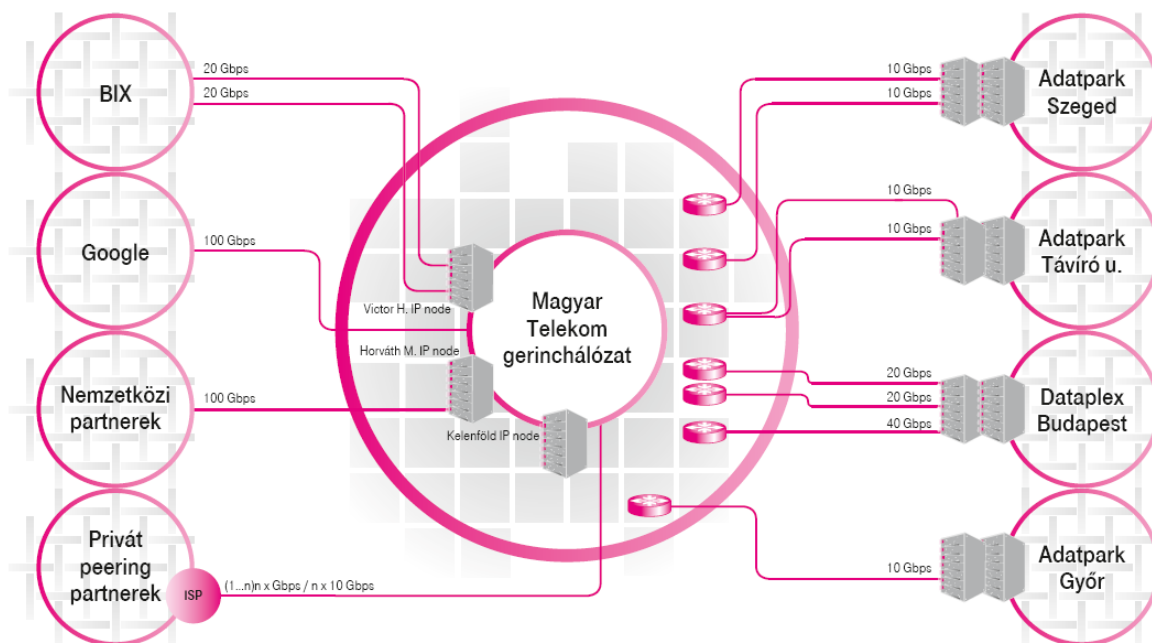 BIX
20 Gbps
20 Gbps
Google
100 Gbps
Nemzetközi
partnerek
100 Gbps
Privát
peering
partnerek
ISP
(1...n)n x Gbps / n x 10 Gbps
Victor H. IP node
Horváth M. IP node
Kelenföld IP node
Magyar
Telekom
gerinchálózat
10 Gbps
10 Gbps
Adatpark
Szeged
10 Gbps
10 Gbps
Adatpark
Távíró u.
20 Gbps
20 Gbps
40 Gbps
Dataplex
Budapest
10 Gbps
Adatpark
Győr